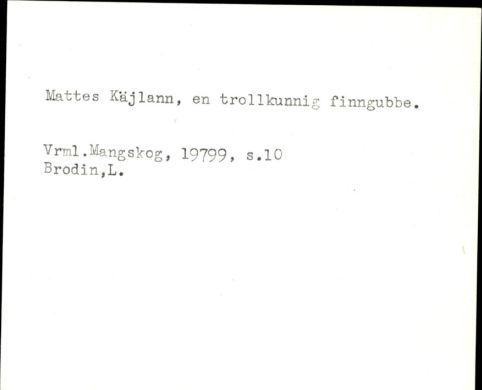 Mattes Käjlann, en trollkunnig finngubbe.
Vrml.Mangskog, 19799, s.10
Brodin,L.